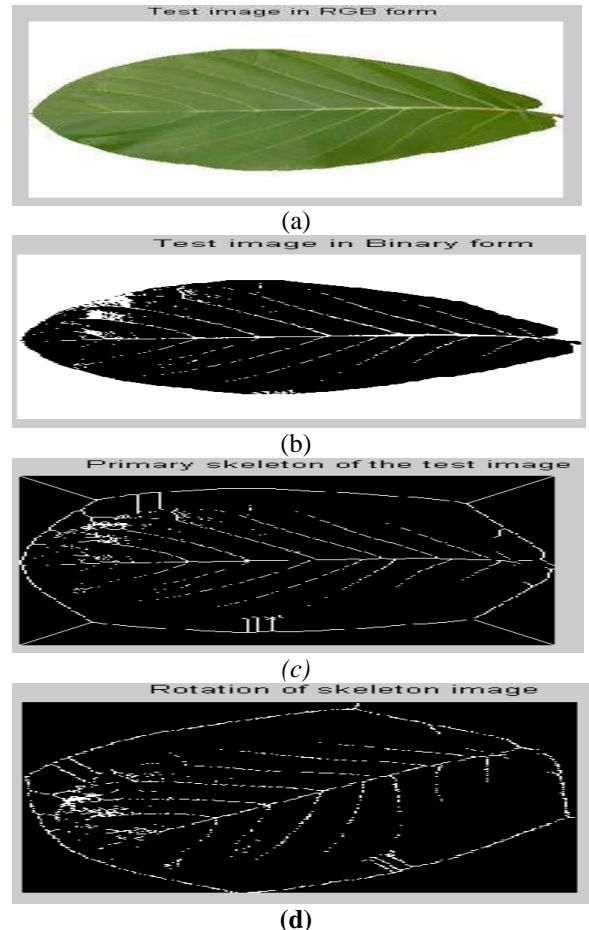 Test image in RGB form
(a)
Test image in Binary form
(b)
Primary skeleton of the test image
(c)
Rotation of skeleton image
(d)